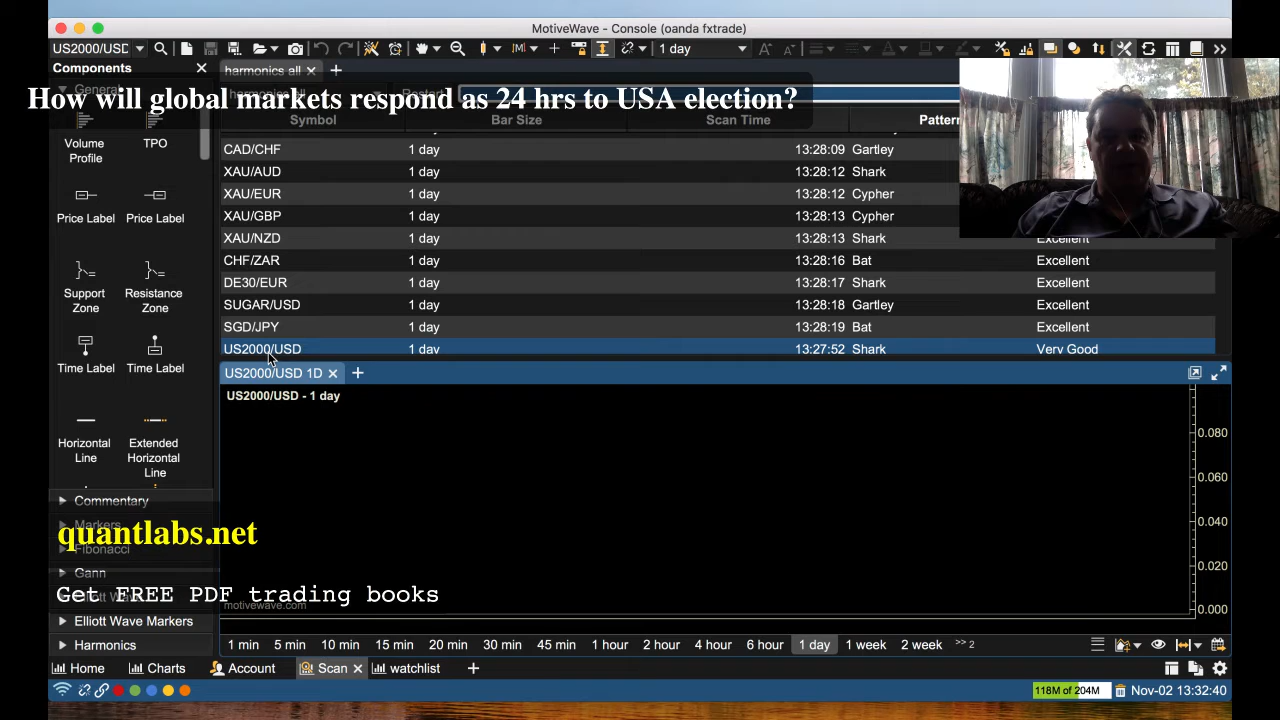 MotiveWave - Console (oanda fxtrade)
US2000/USD
1 day
Components
harmonics all
General
How will global markets respond as 24 hrs to USA election?
Symbol Bar Size Scan Time Pattern
Volume Profile
TPO
Price Label
Price Label
Support Zone
Resistance Zone
Time Label
Time Label
Horizontal Line
Extended Horizontal Line
Commentary
Markers
Fibonacci
Gann
Elliott Wave Markers
Harmonics
CAD/CHF 1 day 13:28:09 Gartley
XAU/AUD 1 day 13:28:12 Shark
XAU/EUR 1 day 13:28:12 Cypher
XAU/GBP 1 day 13:28:13 Cypher
XAU/NZD 1 day 13:28:13 Shark Excellent
CHF/ZAR 1 day 13:28:16 Bat Excellent
DE30/EUR 1 day 13:28:17 Shark Excellent
SUGAR/USD 1 day 13:28:18 Gartley Excellent
SGD/JPY 1 day 13:28:19 Bat Excellent
US2000/USD 1 day 13:27:52 Shark Very Good
US2000/USD 1D
US2000/USD - 1 day
0.080
0.060
0.040
0.020
0.000
quantlabs.net
Get FREE PDF trading books
motivewave.com
1 min 5 min 10 min 15 min 20 min 30 min 45 min 1 hour 2 hour 4 hour 6 hour 1 day 1 week 2 week >> 2
Home Charts Account Scan watchlist
118M of 204M Nov-02 13:32:40